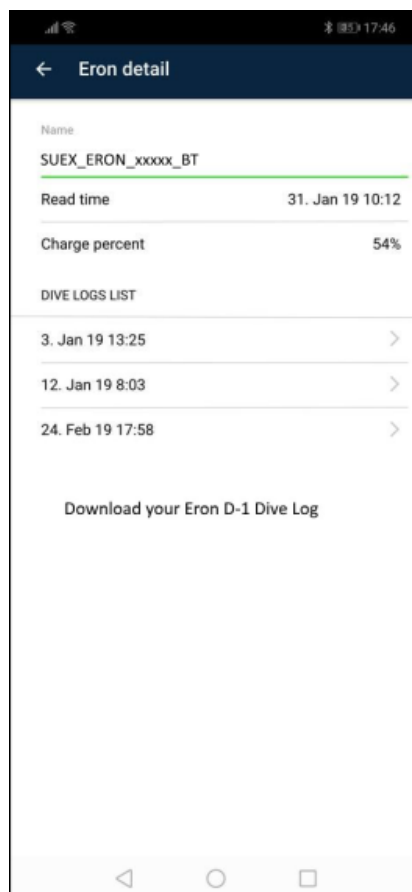 85 17:46
Eron detail
Name
SUEX_ERON_xxxxx_BT
Read time 31. Jan 19 10:12
Charge percent 54%
DIVE LOGS LIST
3. Jan 19 13:25
12. Jan 19 8:03
24. Feb 19 17:58
Download your Eron D-1 Dive Log